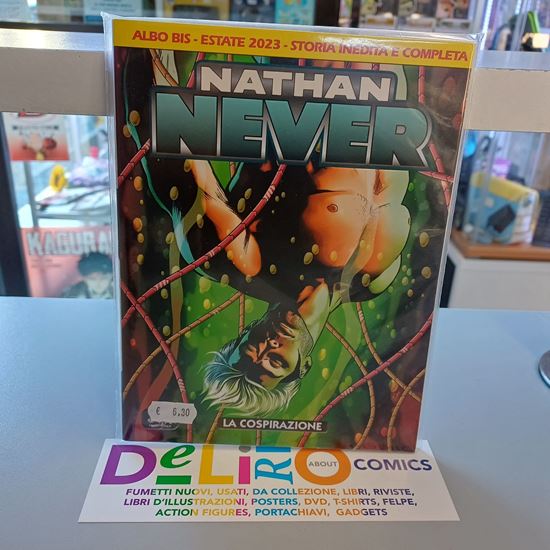 ALBO BIS - ESTATE 2023 - STORIA INEDITA E COMPLETA
NATHAN
NEVER
KAGURA
€ 6,30
LA COSPIRAZIONE
DeLiRiO ABOUT COMICS
FUMETTI NUOVI, USATI, DA COLLEZIONE, LIBRI, RIVISTE,
LIBRI D'ILLUSTRAZIONI, POSTERS, DVD, T-SHIRTS, FELPE,
ACTION FIGURES, PORTACHIAVI, GADGETS